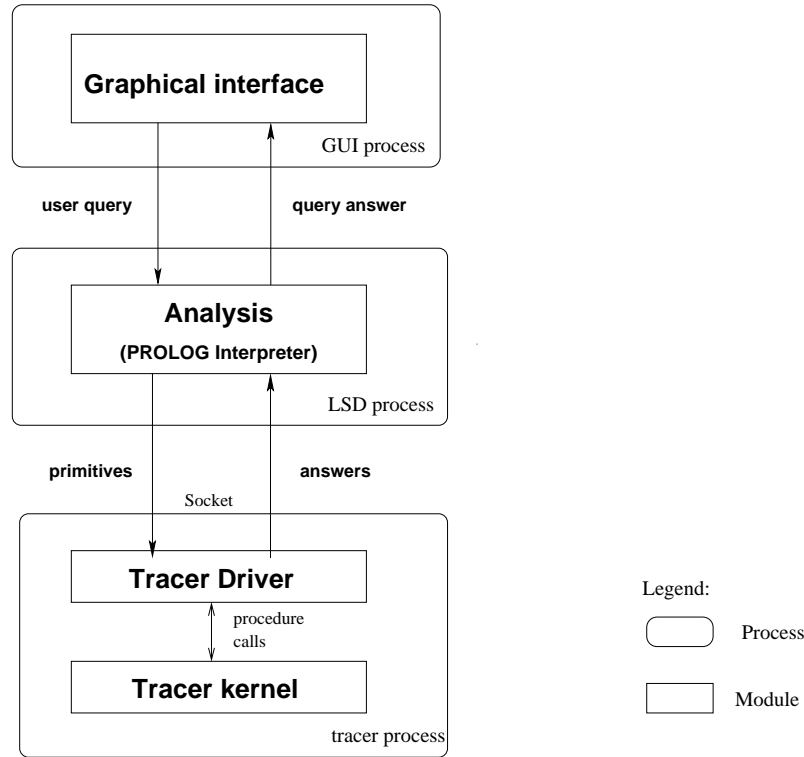 Graphical interface
GUI process
user query
query answer
Analysis
(PROLOG Interpreter)
LSD process
primitives
answers
Socket
Tracer Driver
procedure
calls
Tracer kernel
tracer process
Legend:
Process
Module